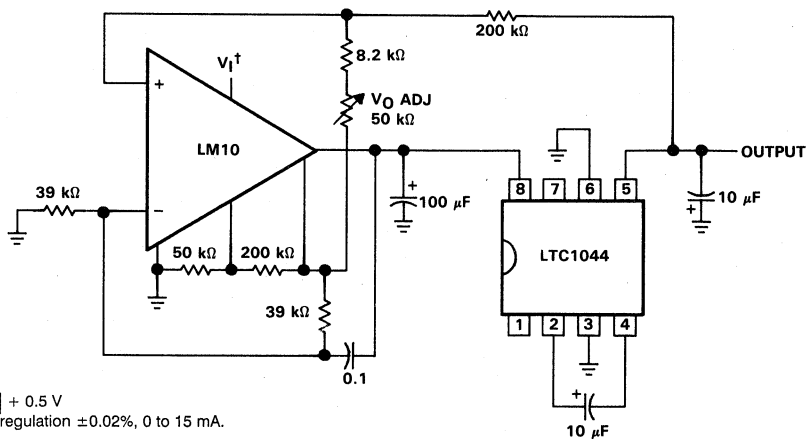 200 kΩ
8.2 kΩ
VI†
+
VO ADJ
50 kΩ
LM10
OUTPUT
39 kΩ
+
100 μF
8
7
6
5
10 μF
+
−
50 kΩ
200 kΩ
LTC1044
39 kΩ
1
2
3
4
0.1
+
10 μF
+ 0.5 V
regulation ±0.02%, 0 to 15 mA.